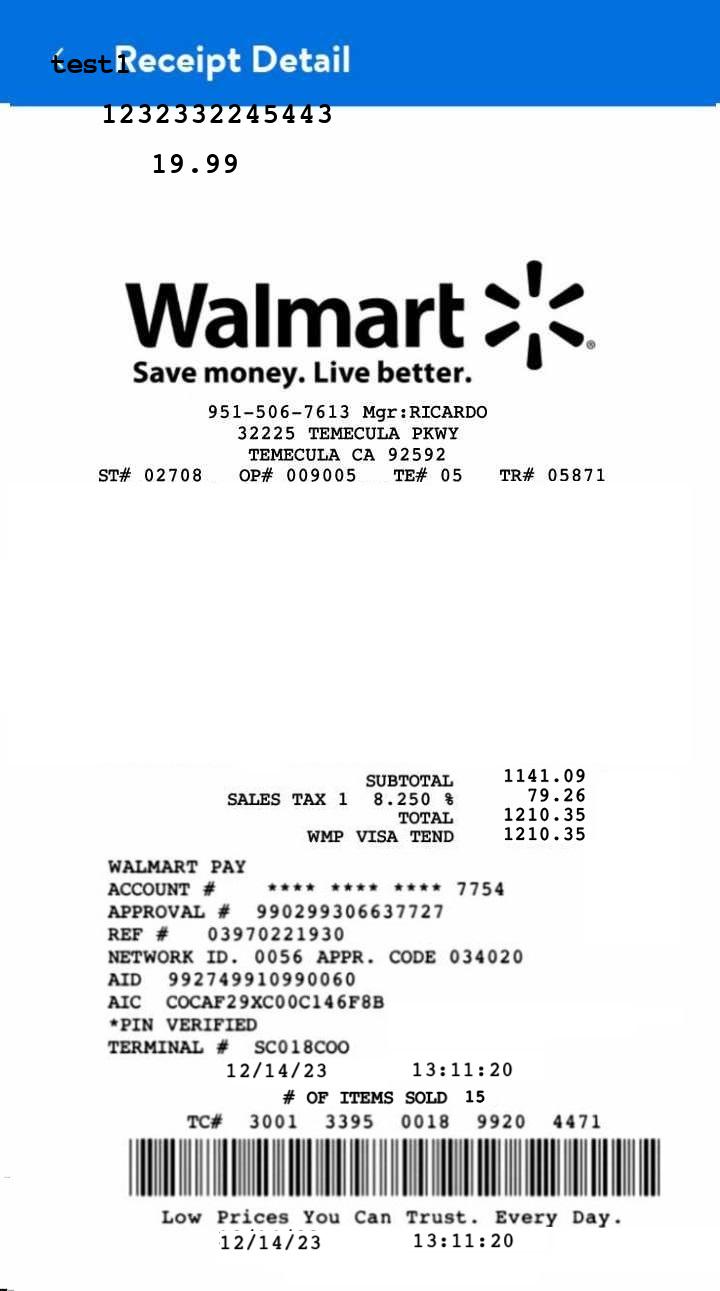 test1
Receipt Detail
1232332245443
19.99
Walmart
Save money. Live better.
951-506-7613 Mgr:RICARDO
32225 TEMECULA PKWY
TEMECULA CA 92592
ST# 02708 OP# 009005 TE# 05 TR# 05871
SUBTOTAL 1141.09
SALES TAX 1 8.250 % 79.26
TOTAL 1210.35
WMP VISA TEND 1210.35
WALMART PAY
ACCOUNT # **** **** **** 7754
APPROVAL # 990299306637727
REF # 03970221930
NETWORK ID. 0056 APPR. CODE 034020
AID 992749910990060
AIC COCAF29XC00C146F8B
*PIN VERIFIED
TERMINAL # SC018COO
12/14/23 13:11:20
# OF ITEMS SOLD 15
TC# 3001 3395 0018 9920 4471
Low Prices You Can Trust. Every Day.
12/14/23 13:11:20